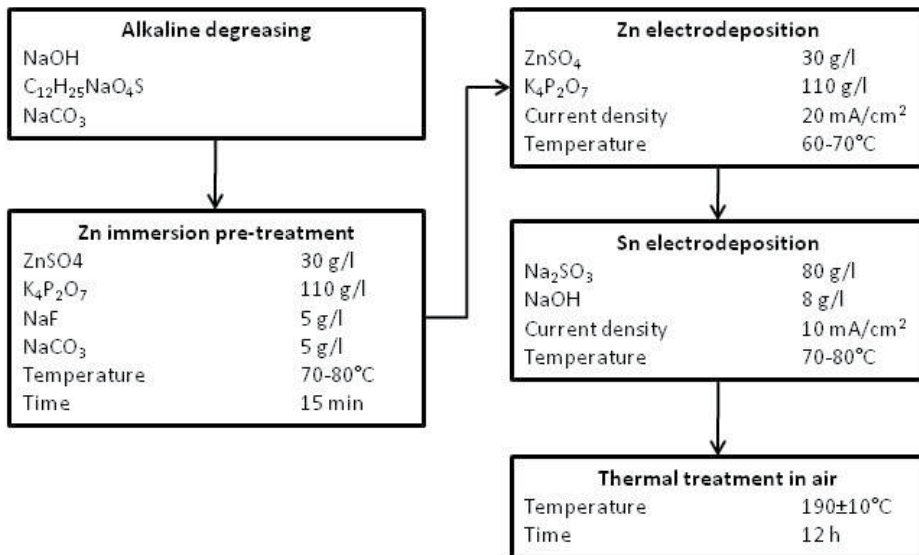 Alkaline degreasing
NaOH
C₁₂H₂₅NaO₄S
NaCO₃
Zn immersion pre-treatment
ZnSO4 30 g/l
K₄P₂O₇ 110 g/l
NaF 5 g/l
NaCO₃ 5 g/l
Temperature 70-80°C
Time 15 min
Zn electrodeposition
ZnSO₄ 30 g/l
K₄P₂O₇ 110 g/l
Current density 20 mA/cm²
Temperature 60-70°C
Sn electrodeposition
Na₂SO₃ 80 g/l
NaOH 8 g/l
Current density 10 mA/cm²
Temperature 70-80°C
Thermal treatment in air
Temperature 190±10°C
Time 12 h